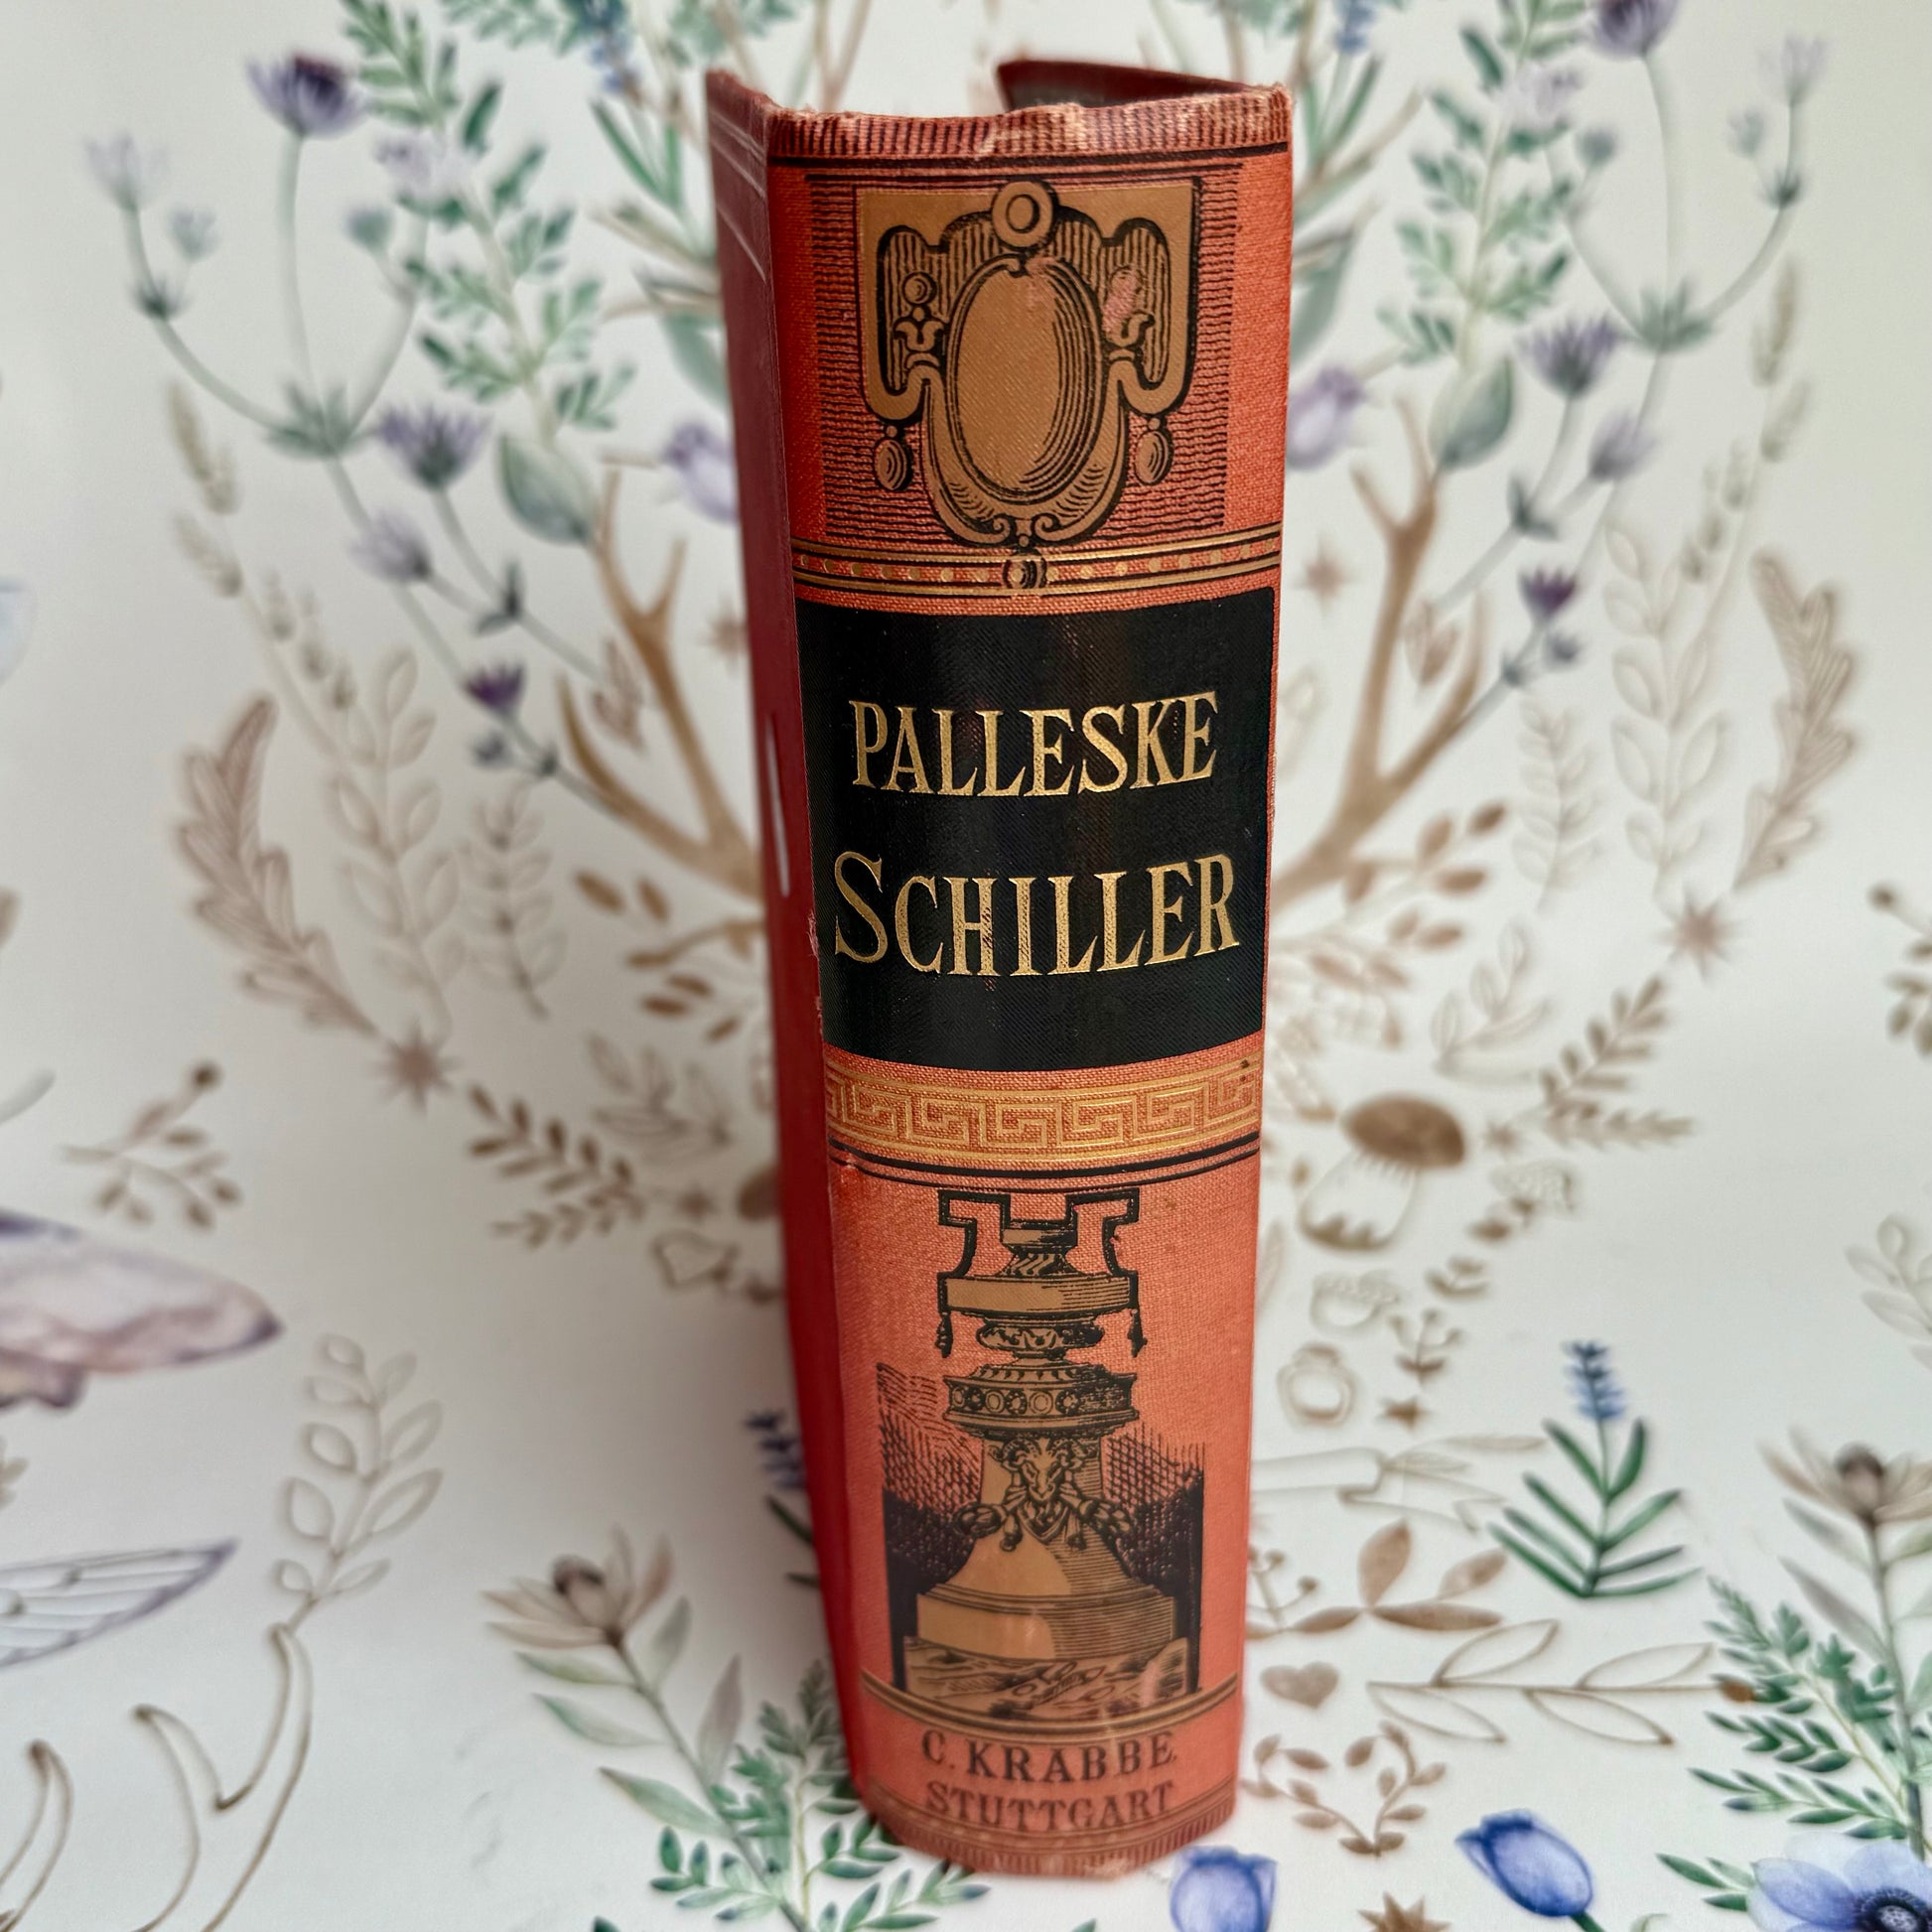 PALLESKE
SCHILLER
C. KRABBE.
STUTTGART